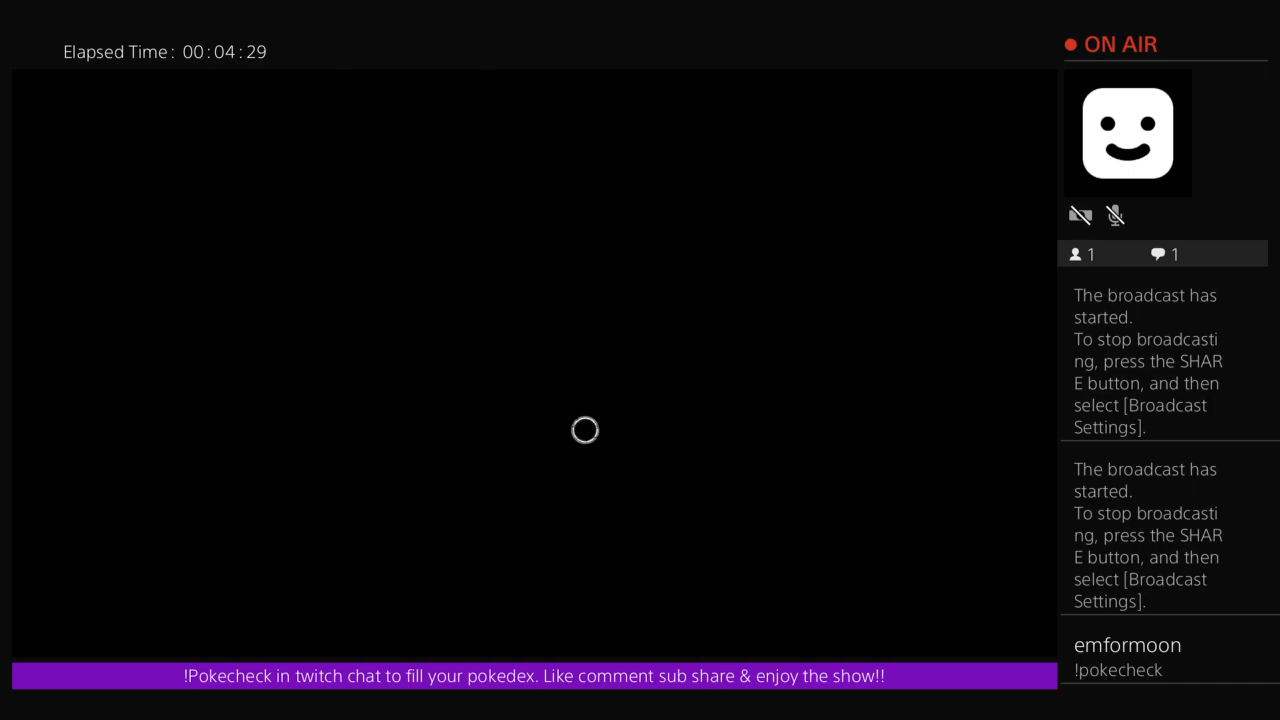 Elapsed Time: 00:04:29
ON AIR
1
1
The broadcast has
started.
To stop broadcasti
ng, press the SHAR
E button, and then
select [Broadcast
Settings].
The broadcast has
started.
To stop broadcasti
ng, press the SHAR
E button, and then
select [Broadcast
Settings].
emformoon
!pokecheck
!Pokecheck in twitch chat to fill your pokedex. Like comment sub share & enjoy the show!!